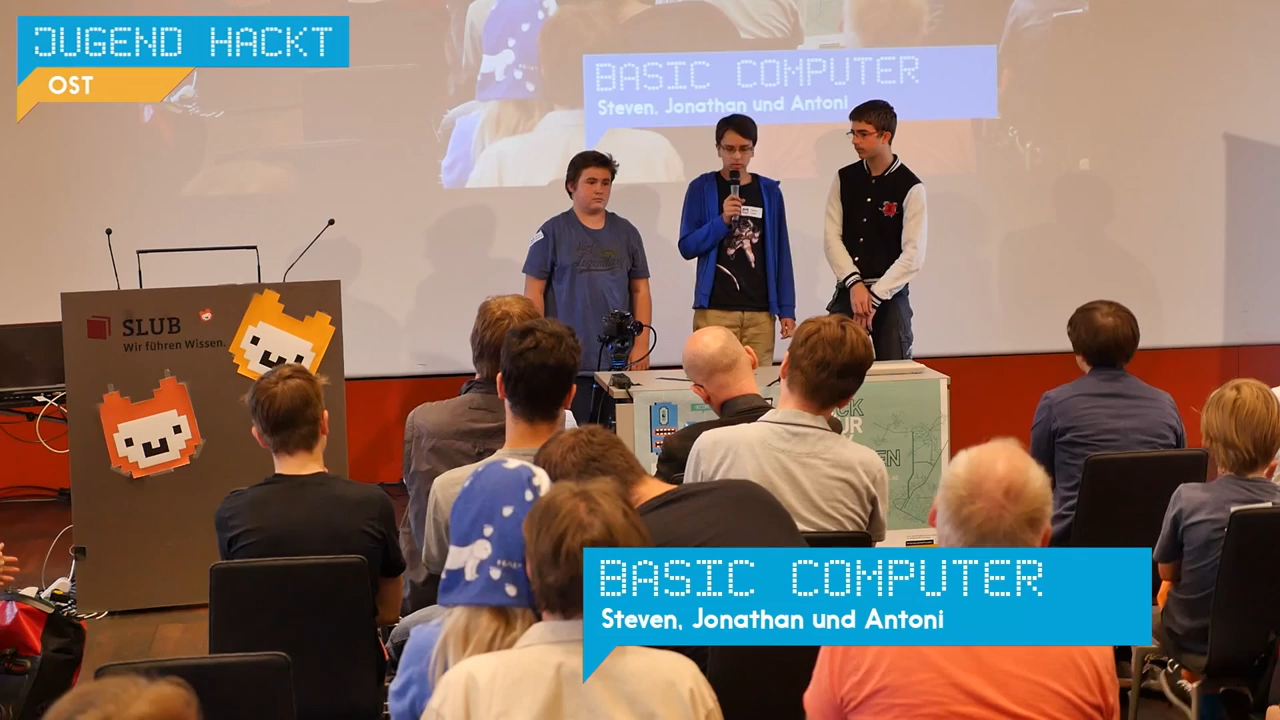 JUGEND HACKT
OST
BASIC COMPUTER
Steven, Jonathan und Antoni
SLUB
Wir führen Wissen.
EN
BASIC COMPUTER
Steven, Jonathan und Antoni